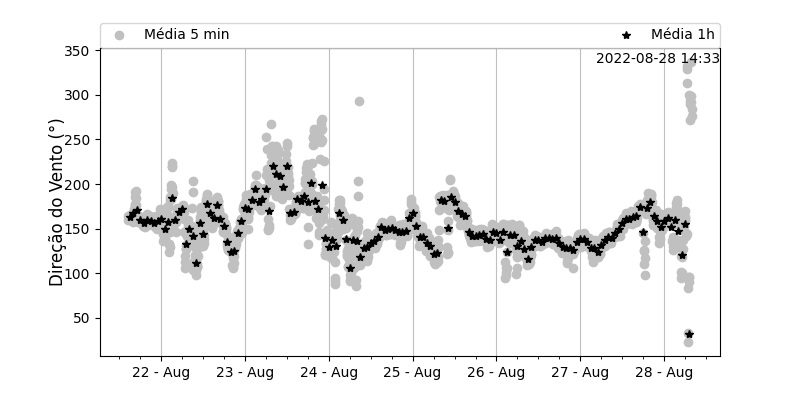 Média 5 min Média 1h
2022-08-28 14:33
Direção do Vento (°)
350
300
250
200
150
100
50
22 - Aug 23 - Aug 24 - Aug 25 - Aug 26 - Aug 27 - Aug 28 - Aug